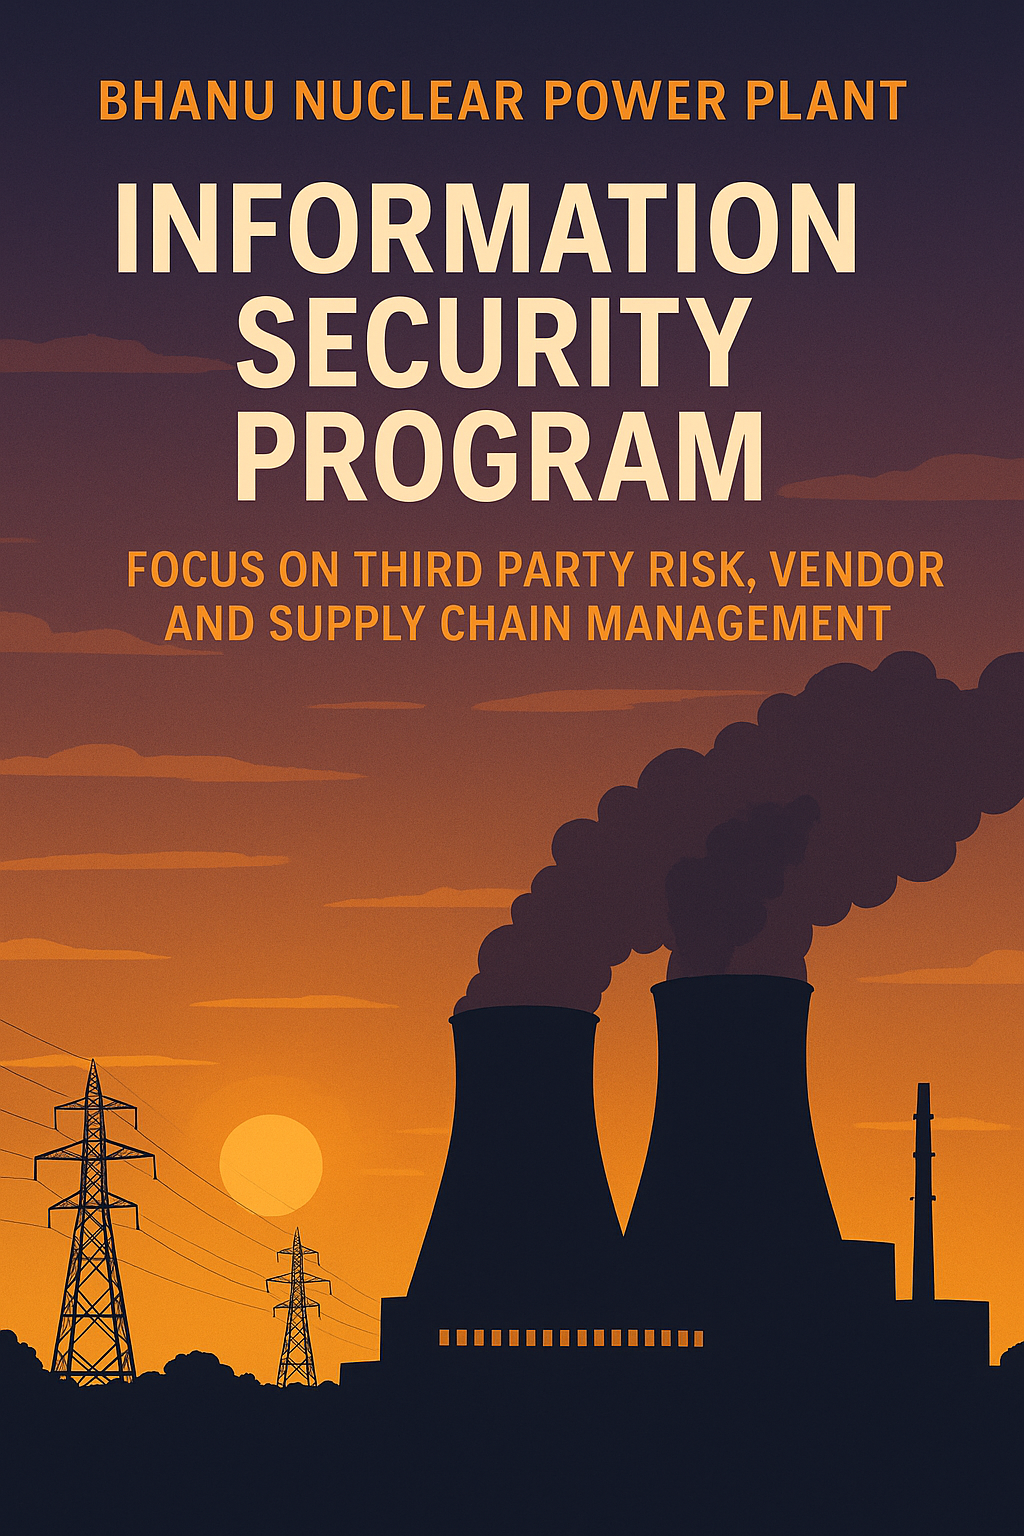 BHANU NUCLEAR POWER PLANT
INFORMATION
SECURITY
PROGRAM
FOCUS ON THIRD PARTY RISK, VENDOR
AND SUPPLY CHAIN MANAGEMENT